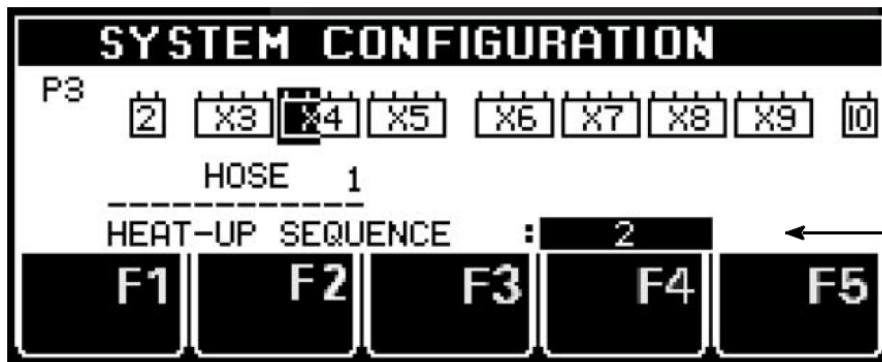 SYSTEM CONFIGURATION
P3
2 X3 X4 X5 X6 X7 X8 X9 10
HOSE 1
HEAT-UP SEQUENCE : 2
F1 F2 F3 F4 F5